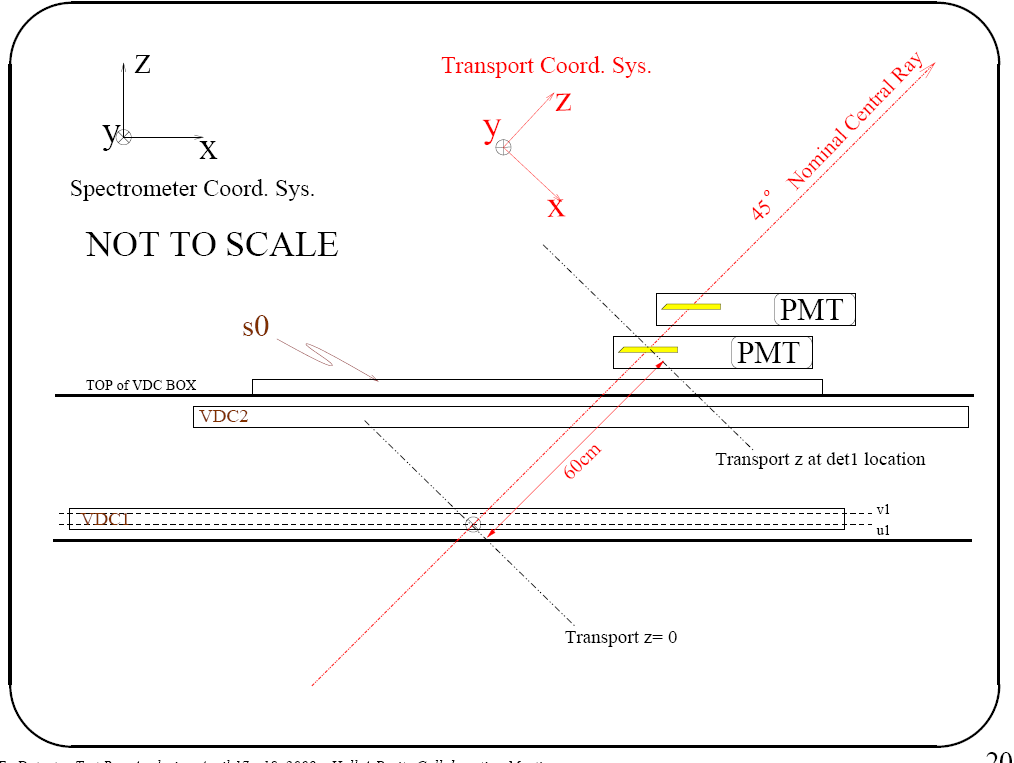 z
Transport Coord. Sys.
z
y
x
y
x
Spectrometer Coord. Sys.
Nominal Central Ray
45°
NOT TO SCALE
PMT
s0
PMT
TOP of VDC BOX
VDC2
Transport z at det1 location
60cm
VDC1
v1
u1
Transport z= 0
20